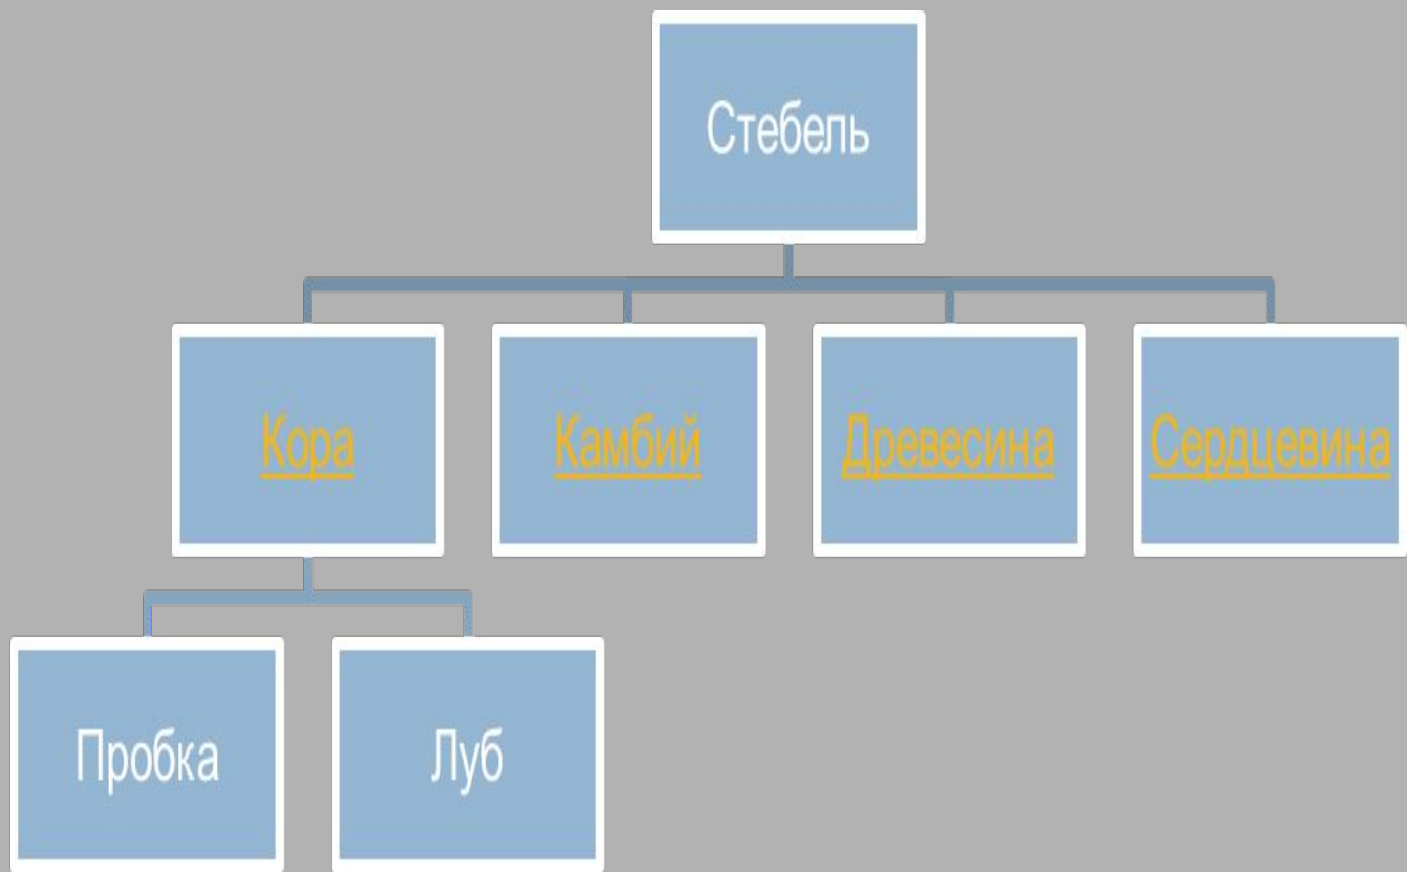 Стебель
Кора
Камбий
Древесина
Сердцевина
Пробка
Луб